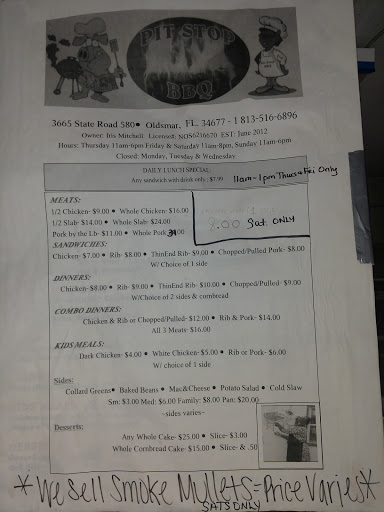 PIT STOP
BBQ
3665 State Road 580● Oldsmar, FL. 34677 - 1 813-516-6896
Owner: Iris Mitchell License: NOS6216620 EST: June 2012
Hours: Thursday 11am-6pm Friday & Saturday 11am-8pm, Sunday 11am-6pm
Closed: Monday, Tuesday & Wednesday
DAILY LUNCH SPECIAL
Any sandwich with drink only : $7.99
11am-1pm Thurs & Fri Only
MEATS:
1/2 Chicken- $9.00 ● Whole Chicken- $16.00
1/2 Slab- $14.00 ● Whole Slab- $24.00
Pork by the Lb- $11.00 ● Whole Pork
8.00 Sat. ONLY
SANDWICHES:
Chicken- $7.00 ● Rib- $8.00 ● ThinEnd Rib- $9.00 ● Chopped/Pulled Pork- $8.00
W/ Choice of 1 side
DINNERS:
Chicken- $8.00 ● Rib- $9.00 ● ThinEnd Rib- $10.00 ● Chopped/Pulled- $9.00
W/Choice of 2 sides & cornbread
COMBO DINNERS:
Chicken & Rib or Chopped/Pulled- $12.00 ● Rib & Pork- $14.00
All 3 Meats- $16.00
KIDS MEALS:
Dark Chicken- $4.00 ● White Chicken- $5.00 ● Rib or Pork- $6.00
W/ choice of 1 side
Sides:
Collard Greens ● Baked Beans ● Mac&Cheese ● Potato Salad ● Cold Slaw
Sm: $3.00 Med: $6.00 Family: $8.00 Pan: $20.00
~sides varies~
Desserts:
Any Whole Cake- $25.00 ● Slice- $3.00
Whole Cornbread Cake- $15.00 ● Slice- & .50
*We Sell Smoke Mullets=Price Varies*
SATS ONLY